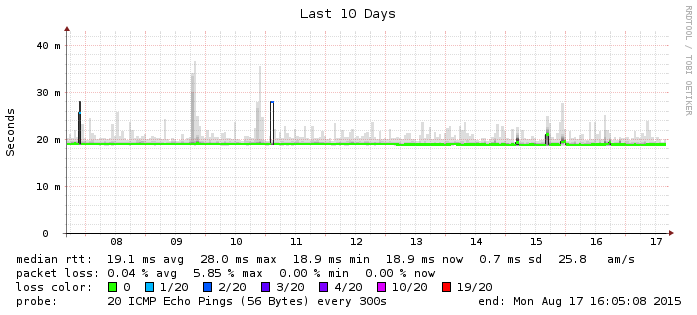 Last 10 Days
RRDTOOL / TOBI OETIKER
Seconds
40 m
30 m
20 m
10 m
0
08 09 10 11 12 13 14 15 16 17
median rtt: 19.1 ms avg 28.0 ms max 18.9 ms min 18.9 ms now 0.7 ms sd 25.8 am/s
packet loss: 0.04 % avg 5.85 % max 0.00 % min 0.00 % now
loss color: 0 1/20 2/20 3/20 4/20 10/20 19/20
probe: 20 ICMP Echo Pings (56 Bytes) every 300s end: Mon Aug 17 16:05:08 2015